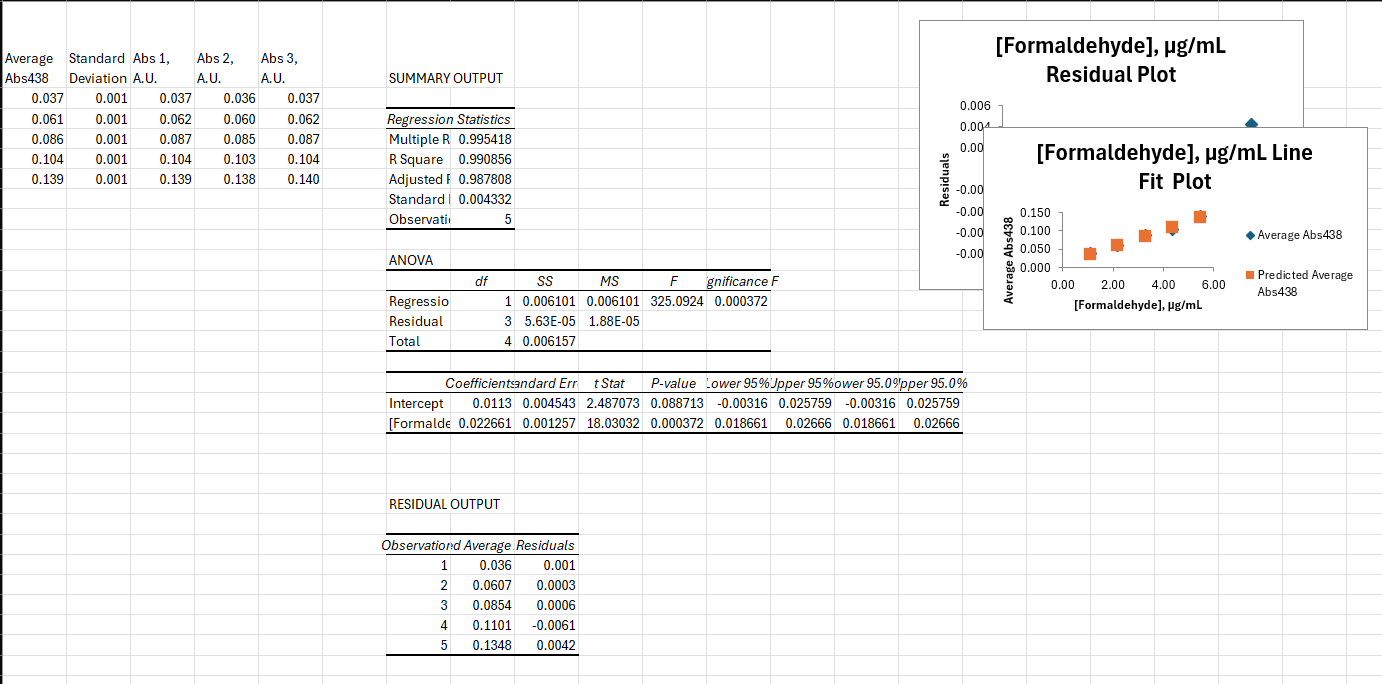 Average Standard Abs 1, Abs 2, Abs 3,
Abs438 Deviation A.U. A.U. A.U.
0.037 0.001 0.037 0.036 0.037
0.061 0.001 0.062 0.060 0.062
0.086 0.001 0.087 0.085 0.087
0.104 0.001 0.104 0.103 0.104
0.139 0.001 0.139 0.138 0.140
SUMMARY OUTPUT
Regression Statistics
Multiple R 0.995418
R Square 0.990856
Adjusted R 0.987808
Standard 0.004332
Observati 5
ANOVA
df SS MS F gnificance F
Regressio 1 0.006101 0.006101 325.0924 0.000372
Residual 3 5.63E-05 1.88E-05
Total 4 0.006157
Coefficients andard Err t Stat P-value Lower 95% Upper 95% ower 95.0% pper 95.0%
Intercept 0.0113 0.004543 2.487073 0.088713 -0.00316 0.025759 -0.00316 0.025759
[Formalde 0.022661 0.001257 18.03032 0.000372 0.018661 0.02666 0.018661 0.02666
RESIDUAL OUTPUT
Observation d Average Residuals
1 0.036 0.001
2 0.0607 0.0003
3 0.0854 0.0006
4 0.1101 -0.0061
5 0.1348 0.0042
[Formaldehyde], µg/mL
Residual Plot
Residuals
0.006
0.004
0.00
-0.00
-0.00
-0.00
-0.00
[Formaldehyde], µg/mL Line
Fit Plot
Average Abs438
0.150
0.100
0.050
0.000
0.00 2.00 4.00 6.00
[Formaldehyde], µg/mL
Average Abs438
Predicted Average
Abs438